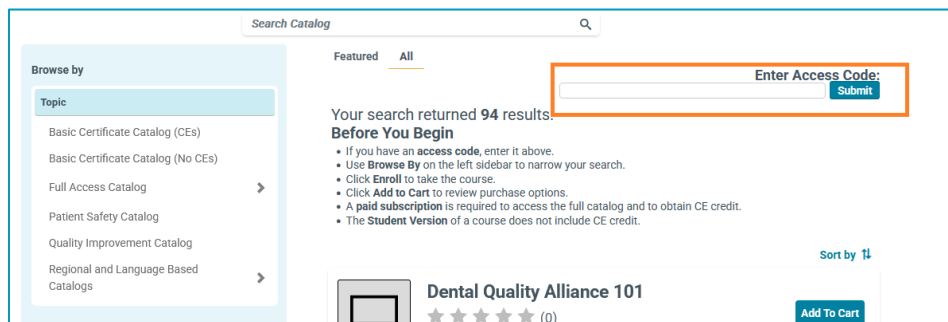 Search Catalog
Browse by
Topic
Basic Certificate Catalog (CEs)
Basic Certificate Catalog (No CEs)
Full Access Catalog
Patient Safety Catalog
Quality Improvement Catalog
Regional and Language Based
Catalogs
Featured All
Enter Access Code:
Submit
Your search returned 94 results.
Before You Begin
• If you have an access code, enter it above.
• Use Browse By on the left sidebar to narrow your search.
• Click Enroll to take the course.
• Click Add to Cart to review purchase options.
• A paid subscription is required to access the full catalog and to obtain CE credit.
• The Student Version of a course does not include CE credit.
Sort by
Dental Quality Alliance 101
(0)
Add To Cart